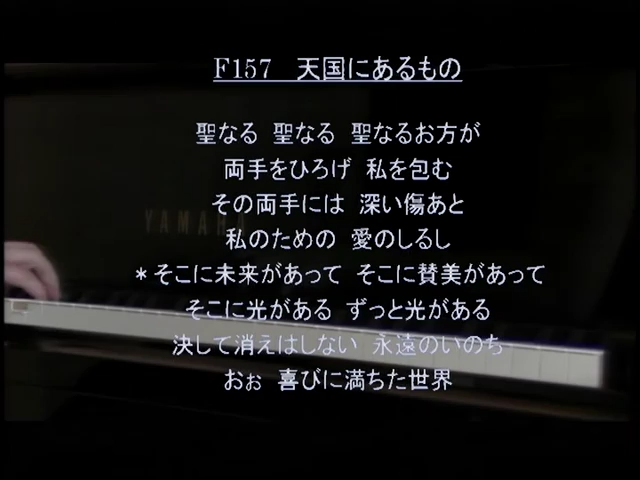 F157　天国にあるもの
聖なる 聖なる 聖なるお方が
両手をひろげ 私を包む
その両手には 深い傷あと
YAMAHA
私のための 愛のしるし
*そこに未来があって そこに賛美があって
そこに光がある ずっと光がある
決して消えはしない 永遠のいのち
おぉ 喜びに満ちた世界